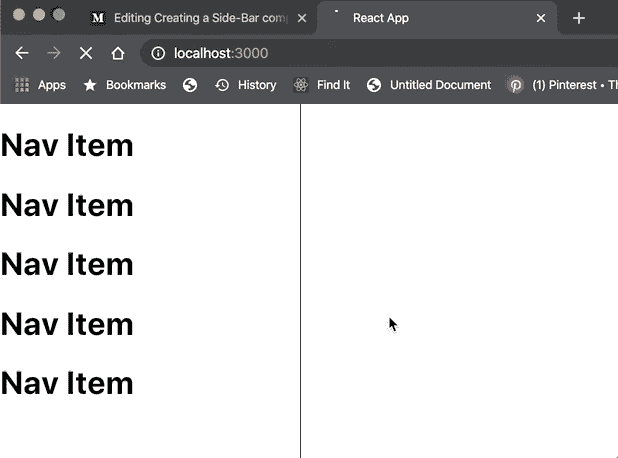 M Editing Creating a Side-Bar com
React App
localhost:3000
Apps Bookmarks History Find It Untitled Document (1) Pinterest • Th
Nav Item
Nav Item
Nav Item
Nav Item
Nav Item